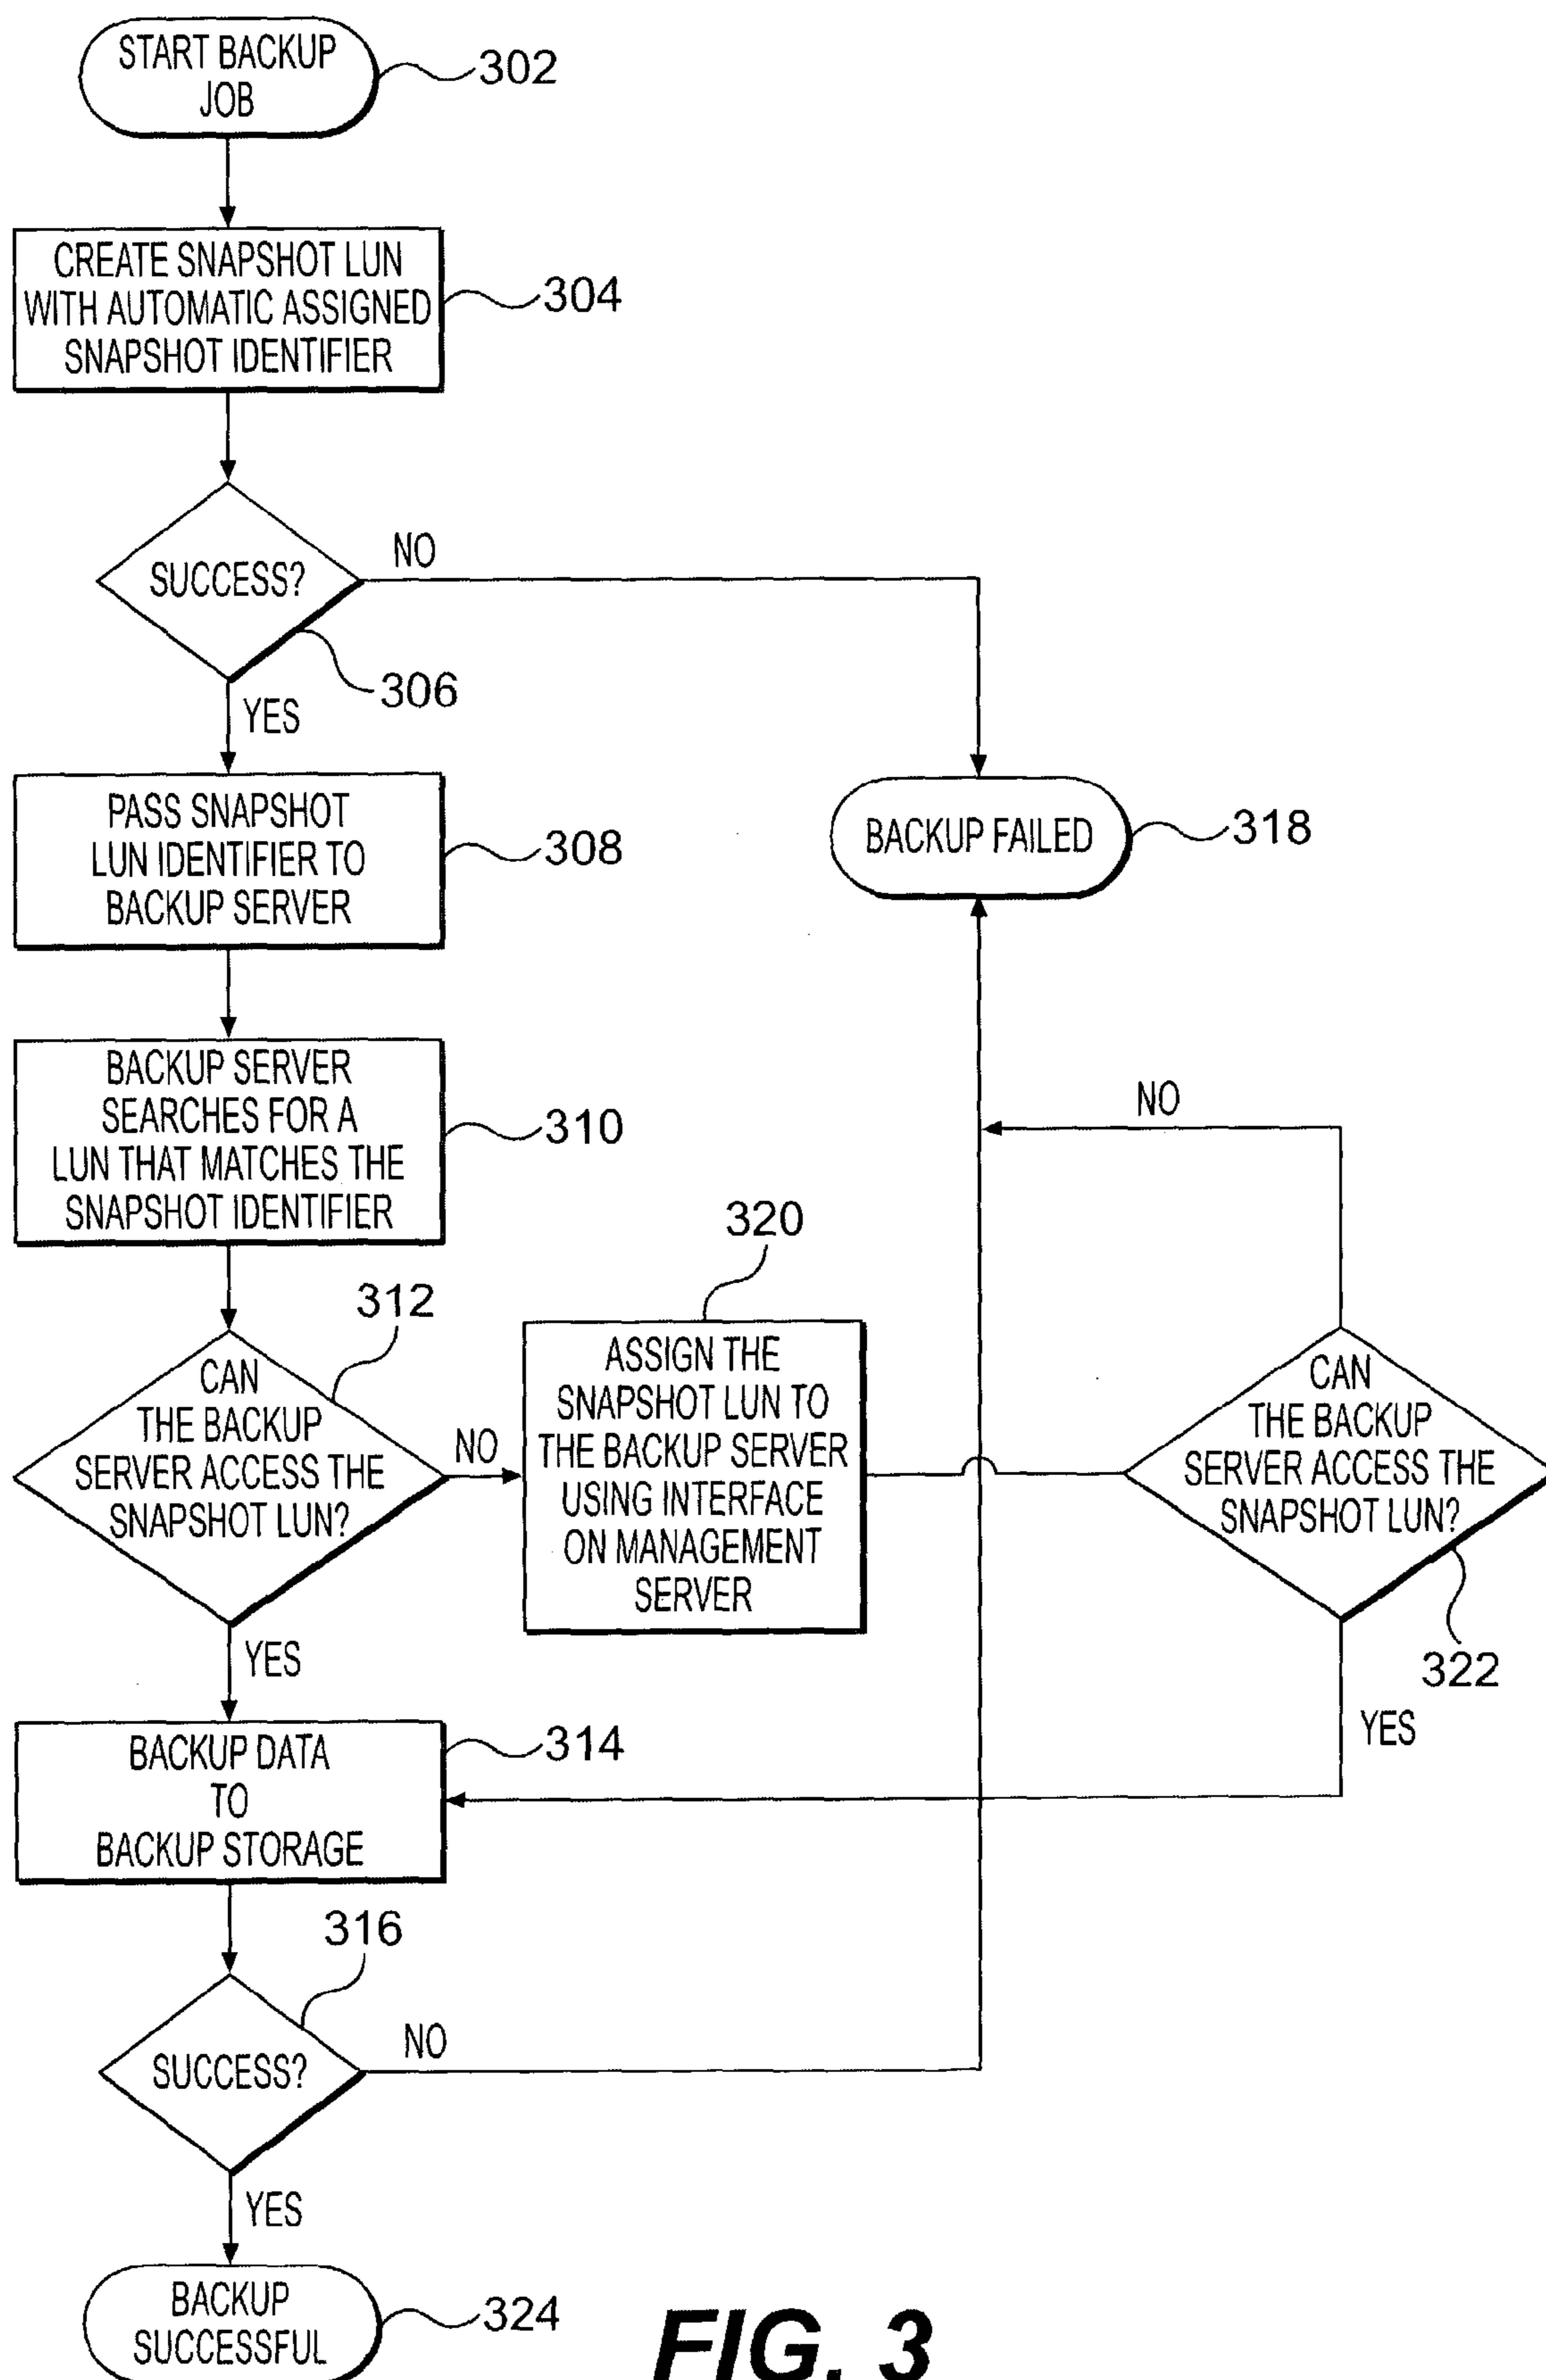 START BACKUP
JOB
302
CREATE SNAPSHOT LUN
WITH AUTOMATIC ASSIGNED
SNAPSHOT IDENTIFIER
304
SUCCESS?
NO
306
YES
PASS SNAPSHOT
LUN IDENTIFIER TO
BACKUP SERVER
308
BACKUP FAILED
318
BACKUP SERVER
SEARCHES FOR A
LUN THAT MATCHES THE
SNAPSHOT IDENTIFIER
310
NO
312
CAN
THE BACKUP
SERVER ACCESS THE
SNAPSHOT LUN?
NO
320
ASSIGN THE
SNAPSHOT LUN TO
THE BACKUP SERVER
USING INTERFACE
ON MANAGEMENT
SERVER
CAN
THE BACKUP
SERVER ACCESS THE
SNAPSHOT LUN?
322
YES
YES
BACKUP DATA
TO
BACKUP STORAGE
314
316
SUCCESS?
NO
YES
BACKUP
SUCCESSFUL
324
FIG. 3